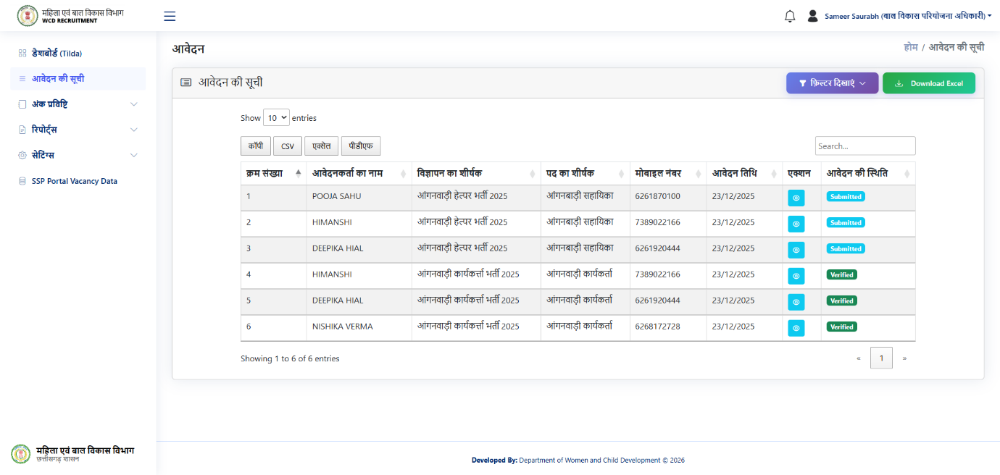 महिला एवं बाल विकास विभाग
WCD RECRUITMENT
Sameer Saurabh (बाल विकास परियोजना अधिकारी)
डेशबोर्ड (Tilda)
आवेदन की सूची
अंक प्रविष्टि
रिपोर्ट्स
सेटिंग्स
SSP Portal Vacancy Data
आवेदन
होम / आवेदन की सूची
आवेदन की सूची
फ़िल्टर दिखाएं
Download Excel
Show 10 entries
कॉपी CSV एक्सेल पीडीएफ
Search...
क्रम संख्या आवेदनकर्ता का नाम विज्ञापन का शीर्षक पद का शीर्षक मोबाइल नंबर आवेदन तिथि एक्शन आवेदन की स्थिति
1 POOJA SAHU आंगनवाड़ी हेल्पर भर्ती 2025 आंगनबाड़ी सहायिका 6261870100 23/12/2025 Submitted
2 HIMANSHI आंगनवाड़ी हेल्पर भर्ती 2025 आंगनबाड़ी सहायिका 7389022166 23/12/2025 Submitted
3 DEEPIKA HIAL आंगनवाड़ी हेल्पर भर्ती 2025 आंगनबाड़ी सहायिका 6261920444 23/12/2025 Submitted
4 HIMANSHI आंगनवाड़ी कार्यकर्त्ता भर्ती 2025 आंगनवाड़ी कार्यकर्ता 7389022166 23/12/2025 Verified
5 DEEPIKA HIAL आंगनवाड़ी कार्यकर्त्ता भर्ती 2025 आंगनवाड़ी कार्यकर्ता 6261920444 23/12/2025 Verified
6 NISHIKA VERMA आंगनवाड़ी कार्यकर्त्ता भर्ती 2025 आंगनवाड़ी कार्यकर्ता 6268172728 23/12/2025 Verified
Showing 1 to 6 of 6 entries
« 1 »
महिला एवं बाल विकास विभाग
छत्तीसगढ़ शासन
Developed By: Department of Women and Child Development © 2026